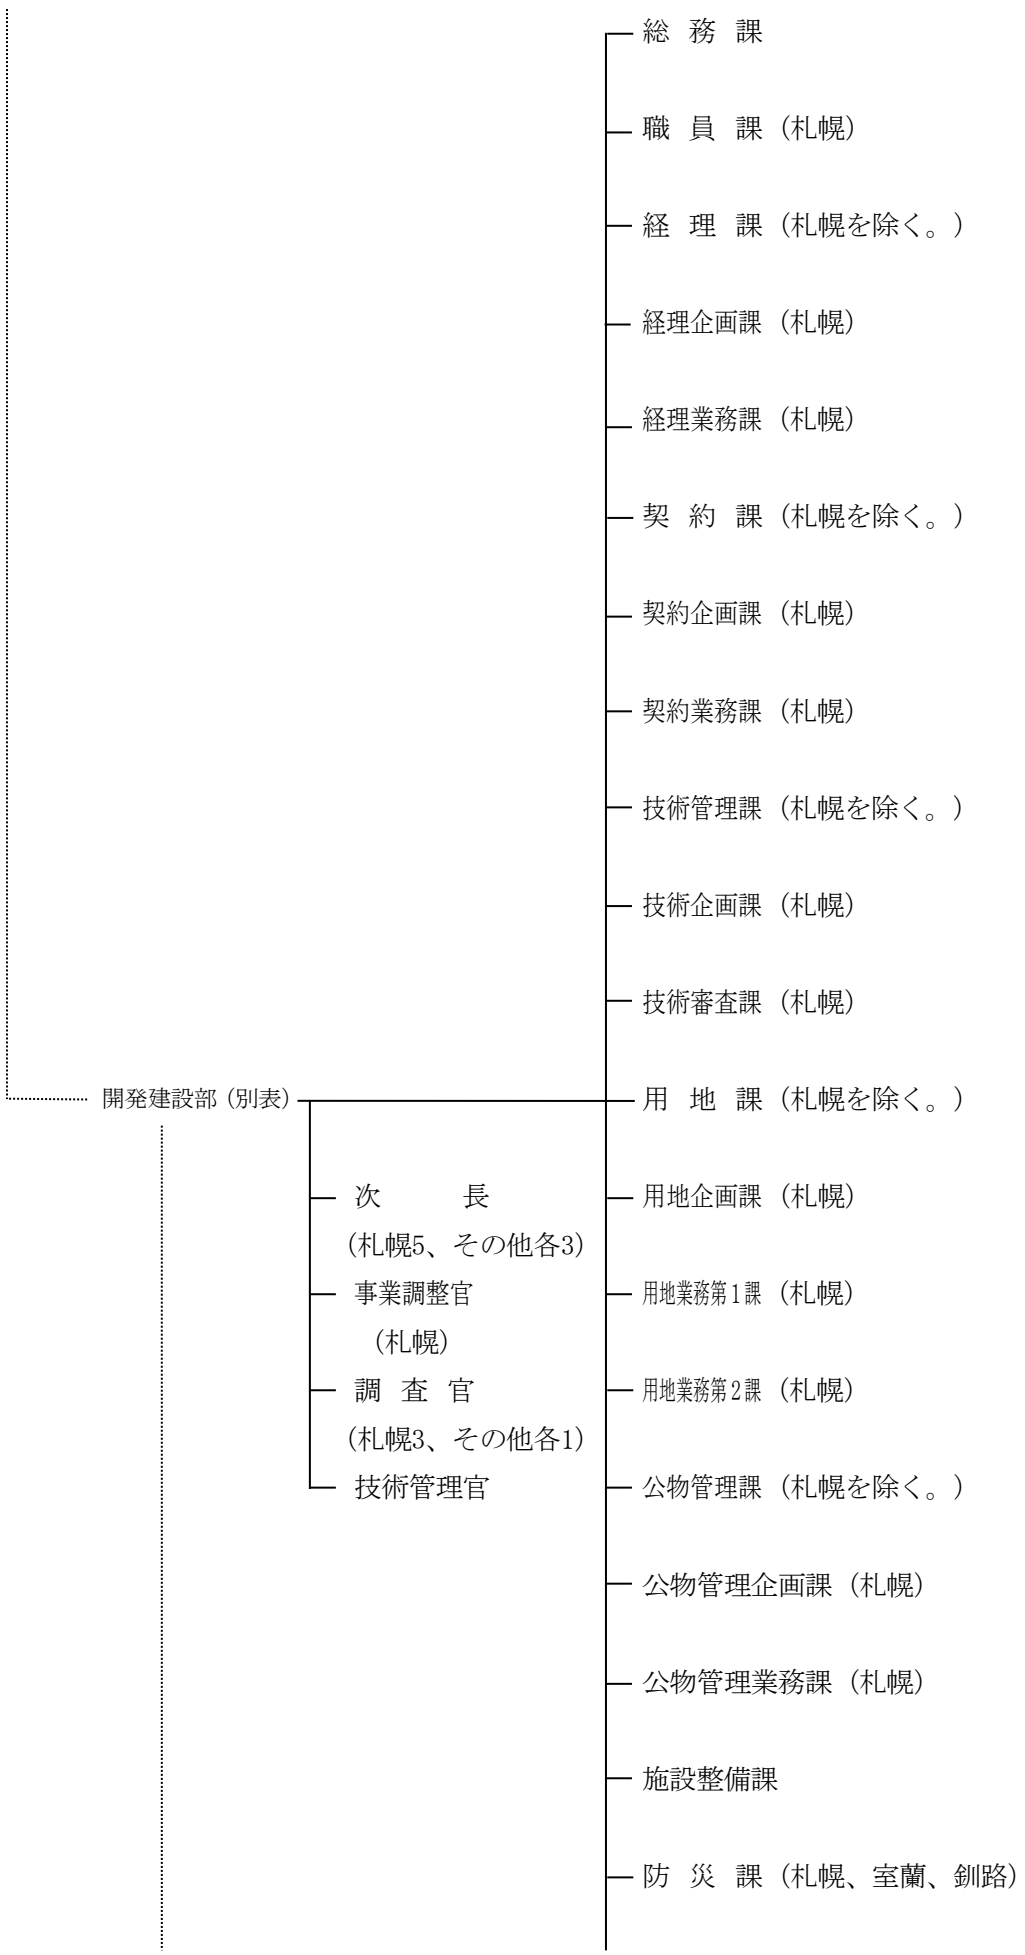 総務課
職員課（札幌）
経理課（札幌を除く。）
経理企画課（札幌）
経理業務課（札幌）
契約課（札幌を除く。）
契約企画課（札幌）
契約業務課（札幌）
技術管理課（札幌を除く。）
技術企画課（札幌）
技術審査課（札幌）
開発建設部（別表）
用地課（札幌を除く。）
次長
（札幌5、その他各3）
事業調整官
（札幌）
調査官
（札幌3、その他各1）
技術管理官
用地企画課（札幌）
用地業務第1課（札幌）
用地業務第2課（札幌）
公物管理課（札幌を除く。）
公物管理企画課（札幌）
公物管理業務課（札幌）
施設整備課
防災課（札幌、室蘭、釧路）